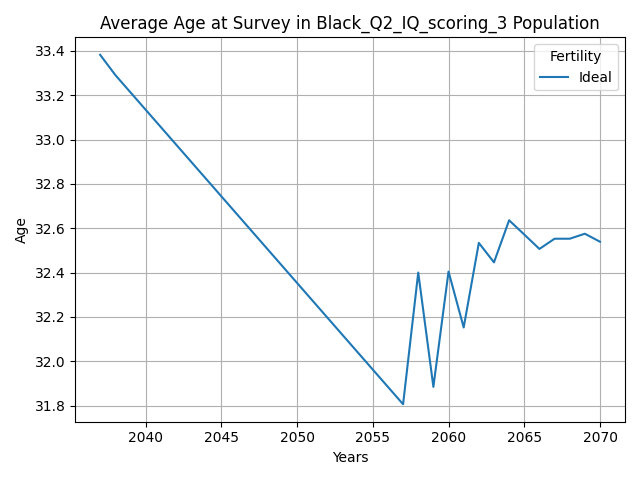 Average Age at Survey in Black_Q2_IQ_scoring_3 Population
Fertility
Ideal
33.4
33.2
33.0
32.8
32.6
32.4
32.2
32.0
31.8
Age
2040 2045 2050 2055 2060 2065 2070
Years